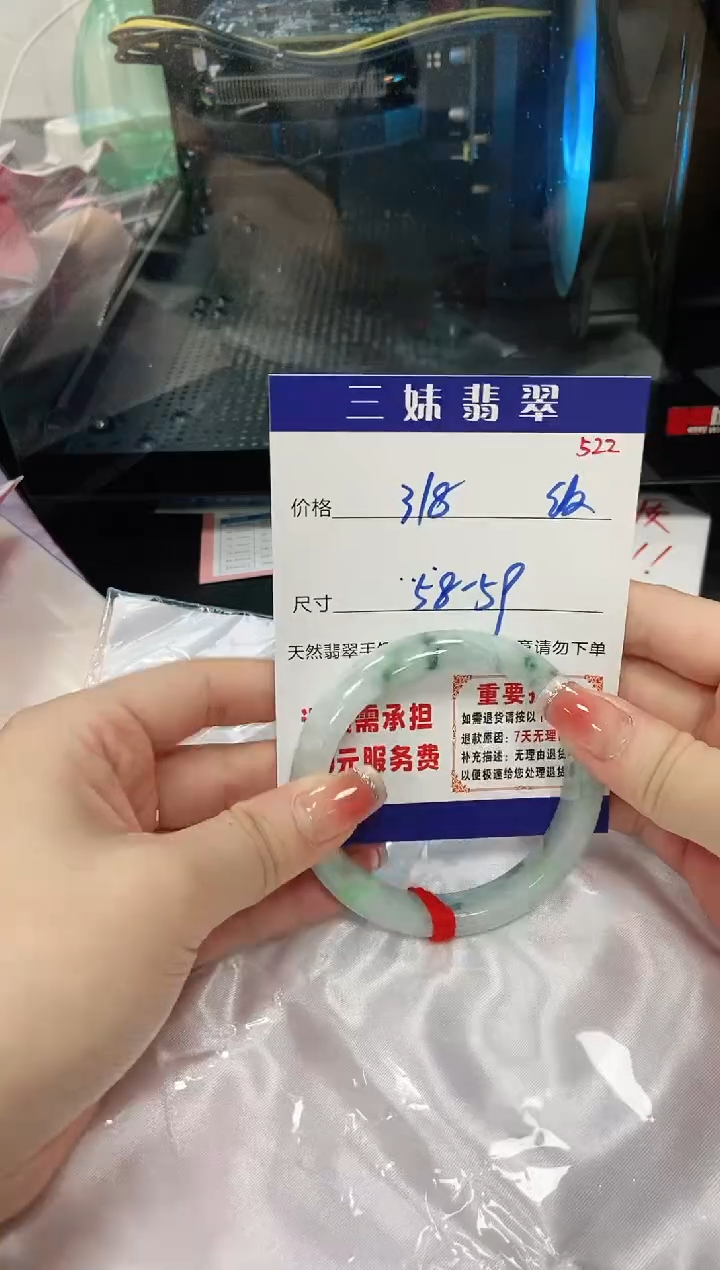 三妹翡翠
522
价格 318
尺寸 58-59
天然翡翠手 请勿下单
需承担
元服务费
重要
如需退货请按以
退款原因：7天无理
补充描述：无理由退货
以便极速给您处理退货